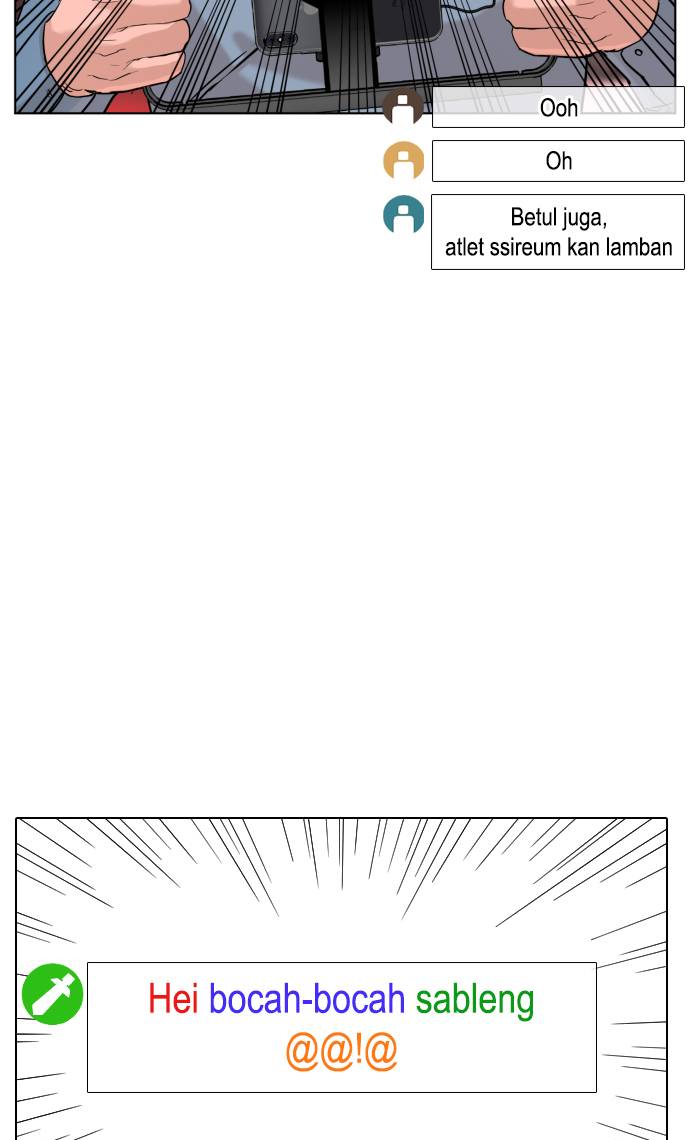 Ooh
Oh
Betul juga,
atlet ssireum kan lamban
Hei bocah-bocah sableng
@@!@